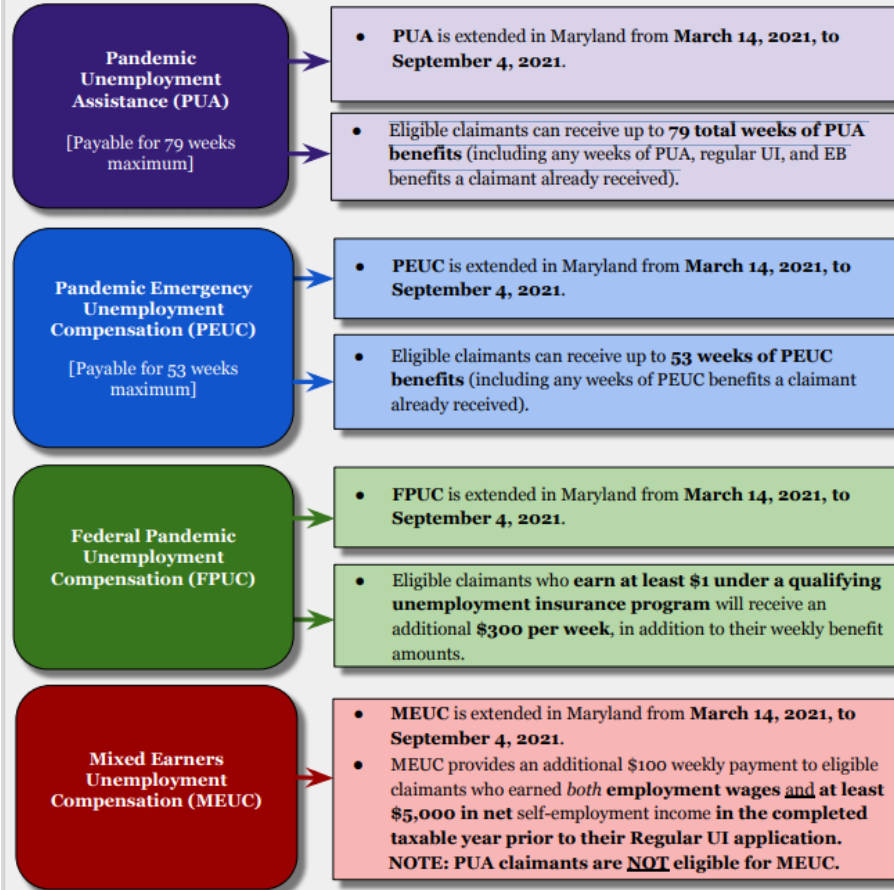 Pandemic
Unemployment
Assistance (PUA)
[Payable for 79 weeks
maximum]
● PUA is extended in Maryland from March 14, 2021, to
September 4, 2021.
● Eligible claimants can receive up to 79 total weeks of PUA
benefits (including any weeks of PUA, regular UI, and EB
benefits a claimant already received).
Pandemic Emergency
Unemployment
Compensation (PEUC)
[Payable for 53 weeks
maximum]
● PEUC is extended in Maryland from March 14, 2021, to
September 4, 2021.
● Eligible claimants can receive up to 53 weeks of PEUC
benefits (including any weeks of PEUC benefits a claimant
already received).
Federal Pandemic
Unemployment
Compensation (FPUC)
● FPUC is extended in Maryland from March 14, 2021, to
September 4, 2021.
● Eligible claimants who earn at least $1 under a qualifying
unemployment insurance program will receive an
additional $300 per week, in addition to their weekly benefit
amounts.
Mixed Earners
Unemployment
Compensation (MEUC)
● MEUC is extended in Maryland from March 14, 2021, to
September 4, 2021.
● MEUC provides an additional $100 weekly payment to eligible
claimants who earned both employment wages and at least
$5,000 in net self-employment income in the completed
taxable year prior to their Regular UI application.
NOTE: PUA claimants are NOT eligible for MEUC.